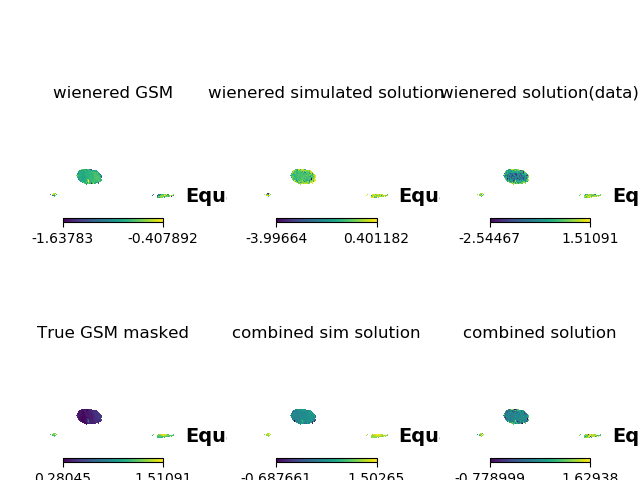 wienered GSM
wienered simulated solution
wienered solution(data)
Equ
Equ
Eq
-1.63783 -0.407892
-3.99664 0.401182
-2.54467 1.51091
True GSM masked
combined sim solution
combined solution
Equ
Equ
Eq
0.28045 1.51091
-0.687661 1.50265
-0.778999 1.62938